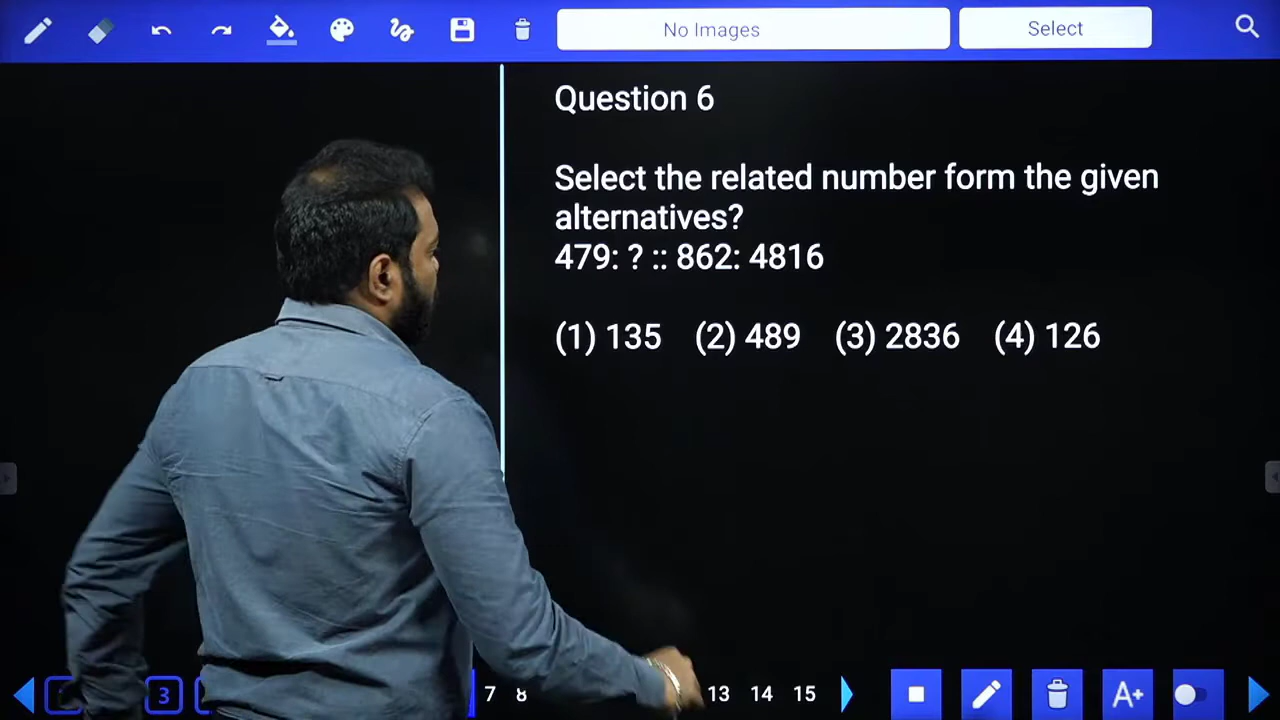 No Images
Select
Question 6
Select the related number form the given
alternatives?
479: ? :: 862: 4816
(1) 135 (2) 489 (3) 2836 (4) 126
3 7 8 13 14 15
A+